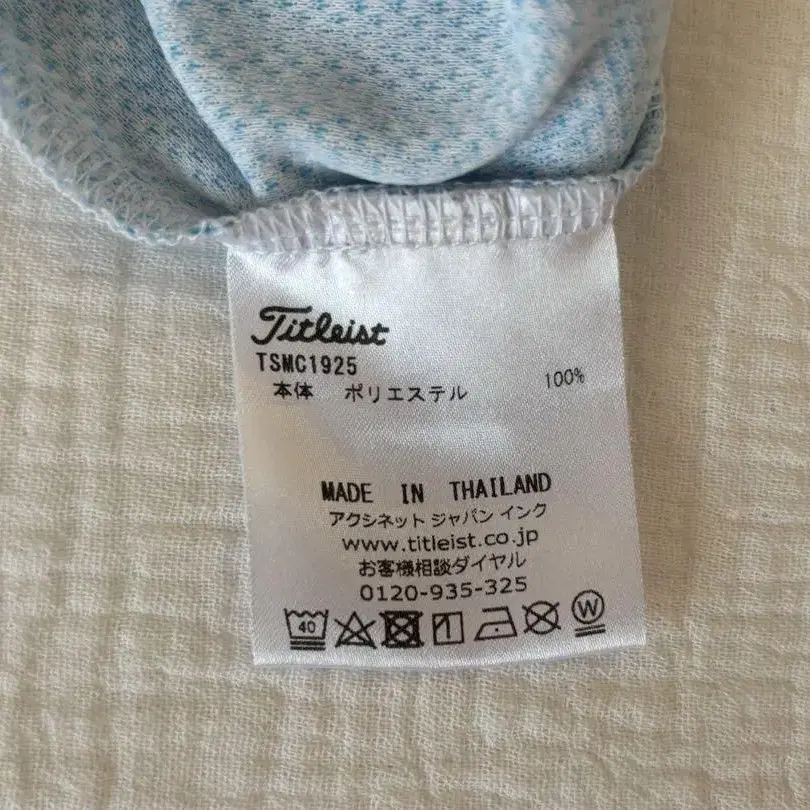 Titleist
TSMC1925
本体 ポリエステル 100%
MADE IN THAILAND
アクシネット ジャパン インク
www.titleist.co.jp
お客様相談ダイヤル
0120-935-325
40 W